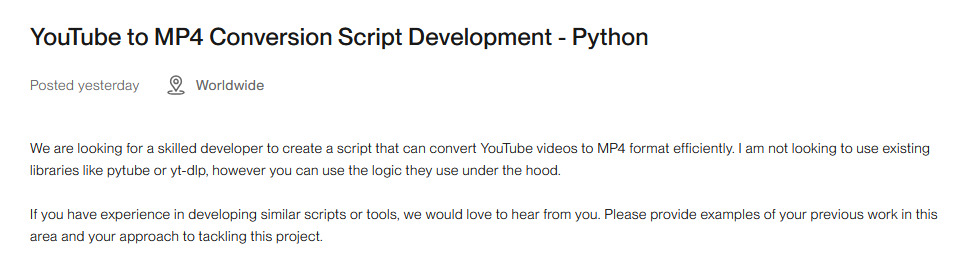 YouTube to MP4 Conversion Script Development - Python
Posted yesterday Worldwide
We are looking for a skilled developer to create a script that can convert YouTube videos to MP4 format efficiently. I am not looking to use existing
libraries like pytube or yt-dlp, however you can use the logic they use under the hood.
If you have experience in developing similar scripts or tools, we would love to hear from you. Please provide examples of your previous work in this
area and your approach to tackling this project.